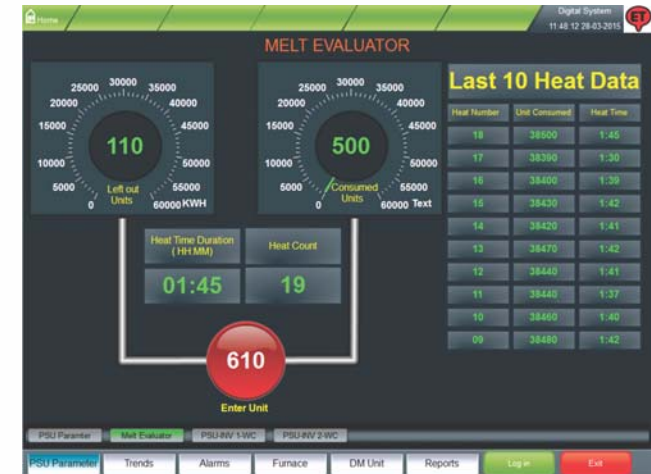 Home
Digital System
11:48:12 28-03-2015
ET
MELT EVALUATOR
0
5000
10000
15000
20000
25000
30000
35000
40000
45000
50000
55000
60000 KWH
110
Left out
Units
0
5000
10000
15000
20000
25000
30000
35000
40000
45000
50000
55000
60000 Text
500
Consumed
Units
Heat Time Duration
( HH:MM)
01:45
Heat Count
19
610
Enter Unit
Last 10 Heat Data
Heat Number Unit Consumed Heat Time
18 38500 1:45
17 38390 1:30
16 38400 1:39
15 38430 1:42
14 38420 1:41
13 38470 1:42
12 38440 1:41
11 38440 1:37
10 38460 1:40
09 38480 1:42
PSU Paramter Melt Evaluator PSU-INV 1-WC PSU-INV 2-WC
PSU Parameter Trends Alarms Furnace DM Unit Reports Log in Exit